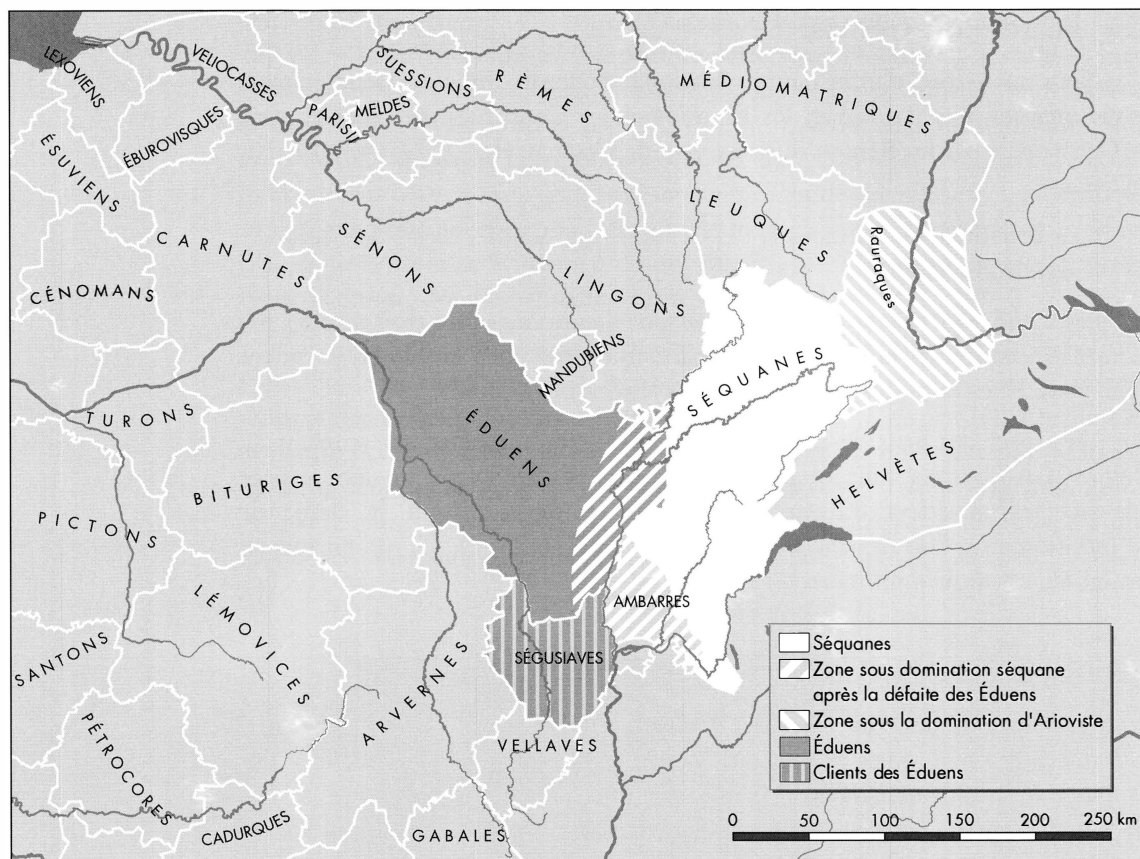 LEXOVIENS
VELIOCASSES
SUESSIONS
RÈMES
MÉDIOMATRIQUES
PARISII
MELDES
ÉBUROVISQUES
ÉSUVIENS
LEUQUES
CARNUTES
SÉNONS
LINGONS
Rauraques
CÉNOMANS
MANDUBIENS
SÉQUANES
TURONS
ÉDUENS
HELVÈTES
BITURIGES
PICTONS
LÉMOVICES
AMBARRES
SANTONS
ARVERNES
SÉGUSIAVES
PÉTROCORES
VELLAVES
CADURQUES
GABALES
Séquanes
Zone sous domination séquane
après la défaite des Éduens
Zone sous la domination d'Arioviste
Éduens
Clients des Éduens
0 50 100 150 200 250 km